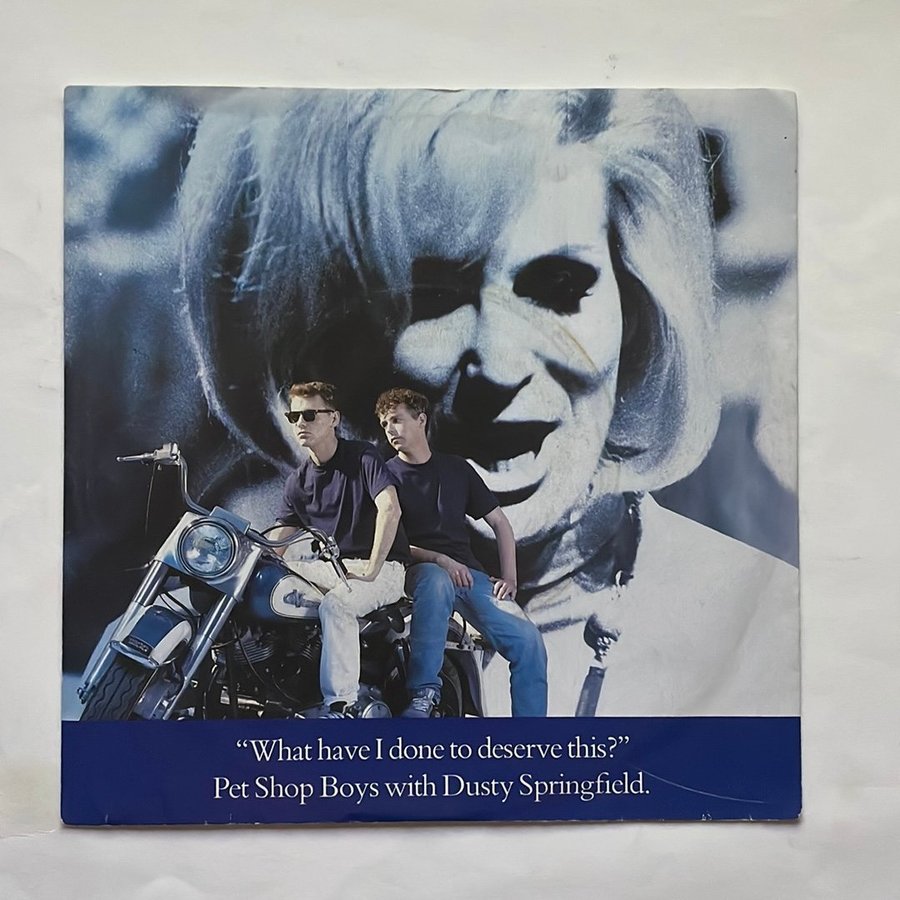 “What have I done to deserve this?”
Pet Shop Boys with Dusty Springfield.